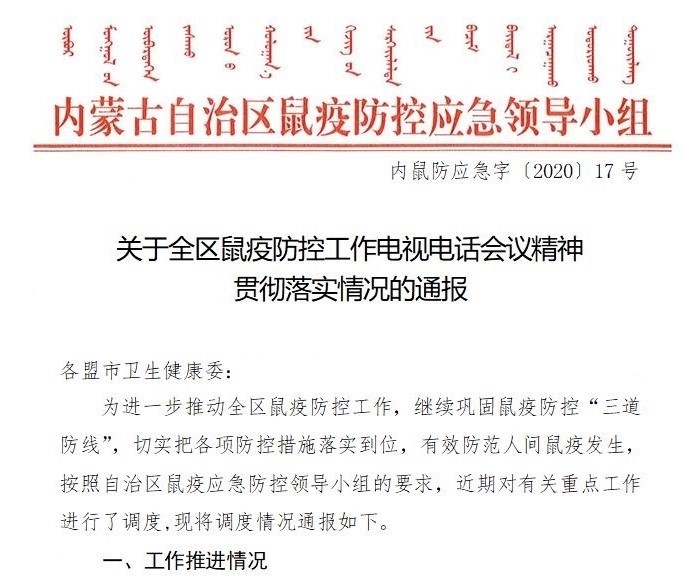 内蒙古自治区鼠疫防控应急领导小组
内鼠防应急字〔2020〕17 号
关于全区鼠疫防控工作电视电话会议精神
贯彻落实情况的通报
各盟市卫生健康委：
为进一步推动全区鼠疫防控工作，继续巩固鼠疫防控“三道
防线”，切实把各项防控措施落实到位，有效防范人间鼠疫发生，
按照自治区鼠疫应急防控领导小组的要求，近期对有关重点工作
进行了调度,现将调度情况通报如下。
一、工作推进情况